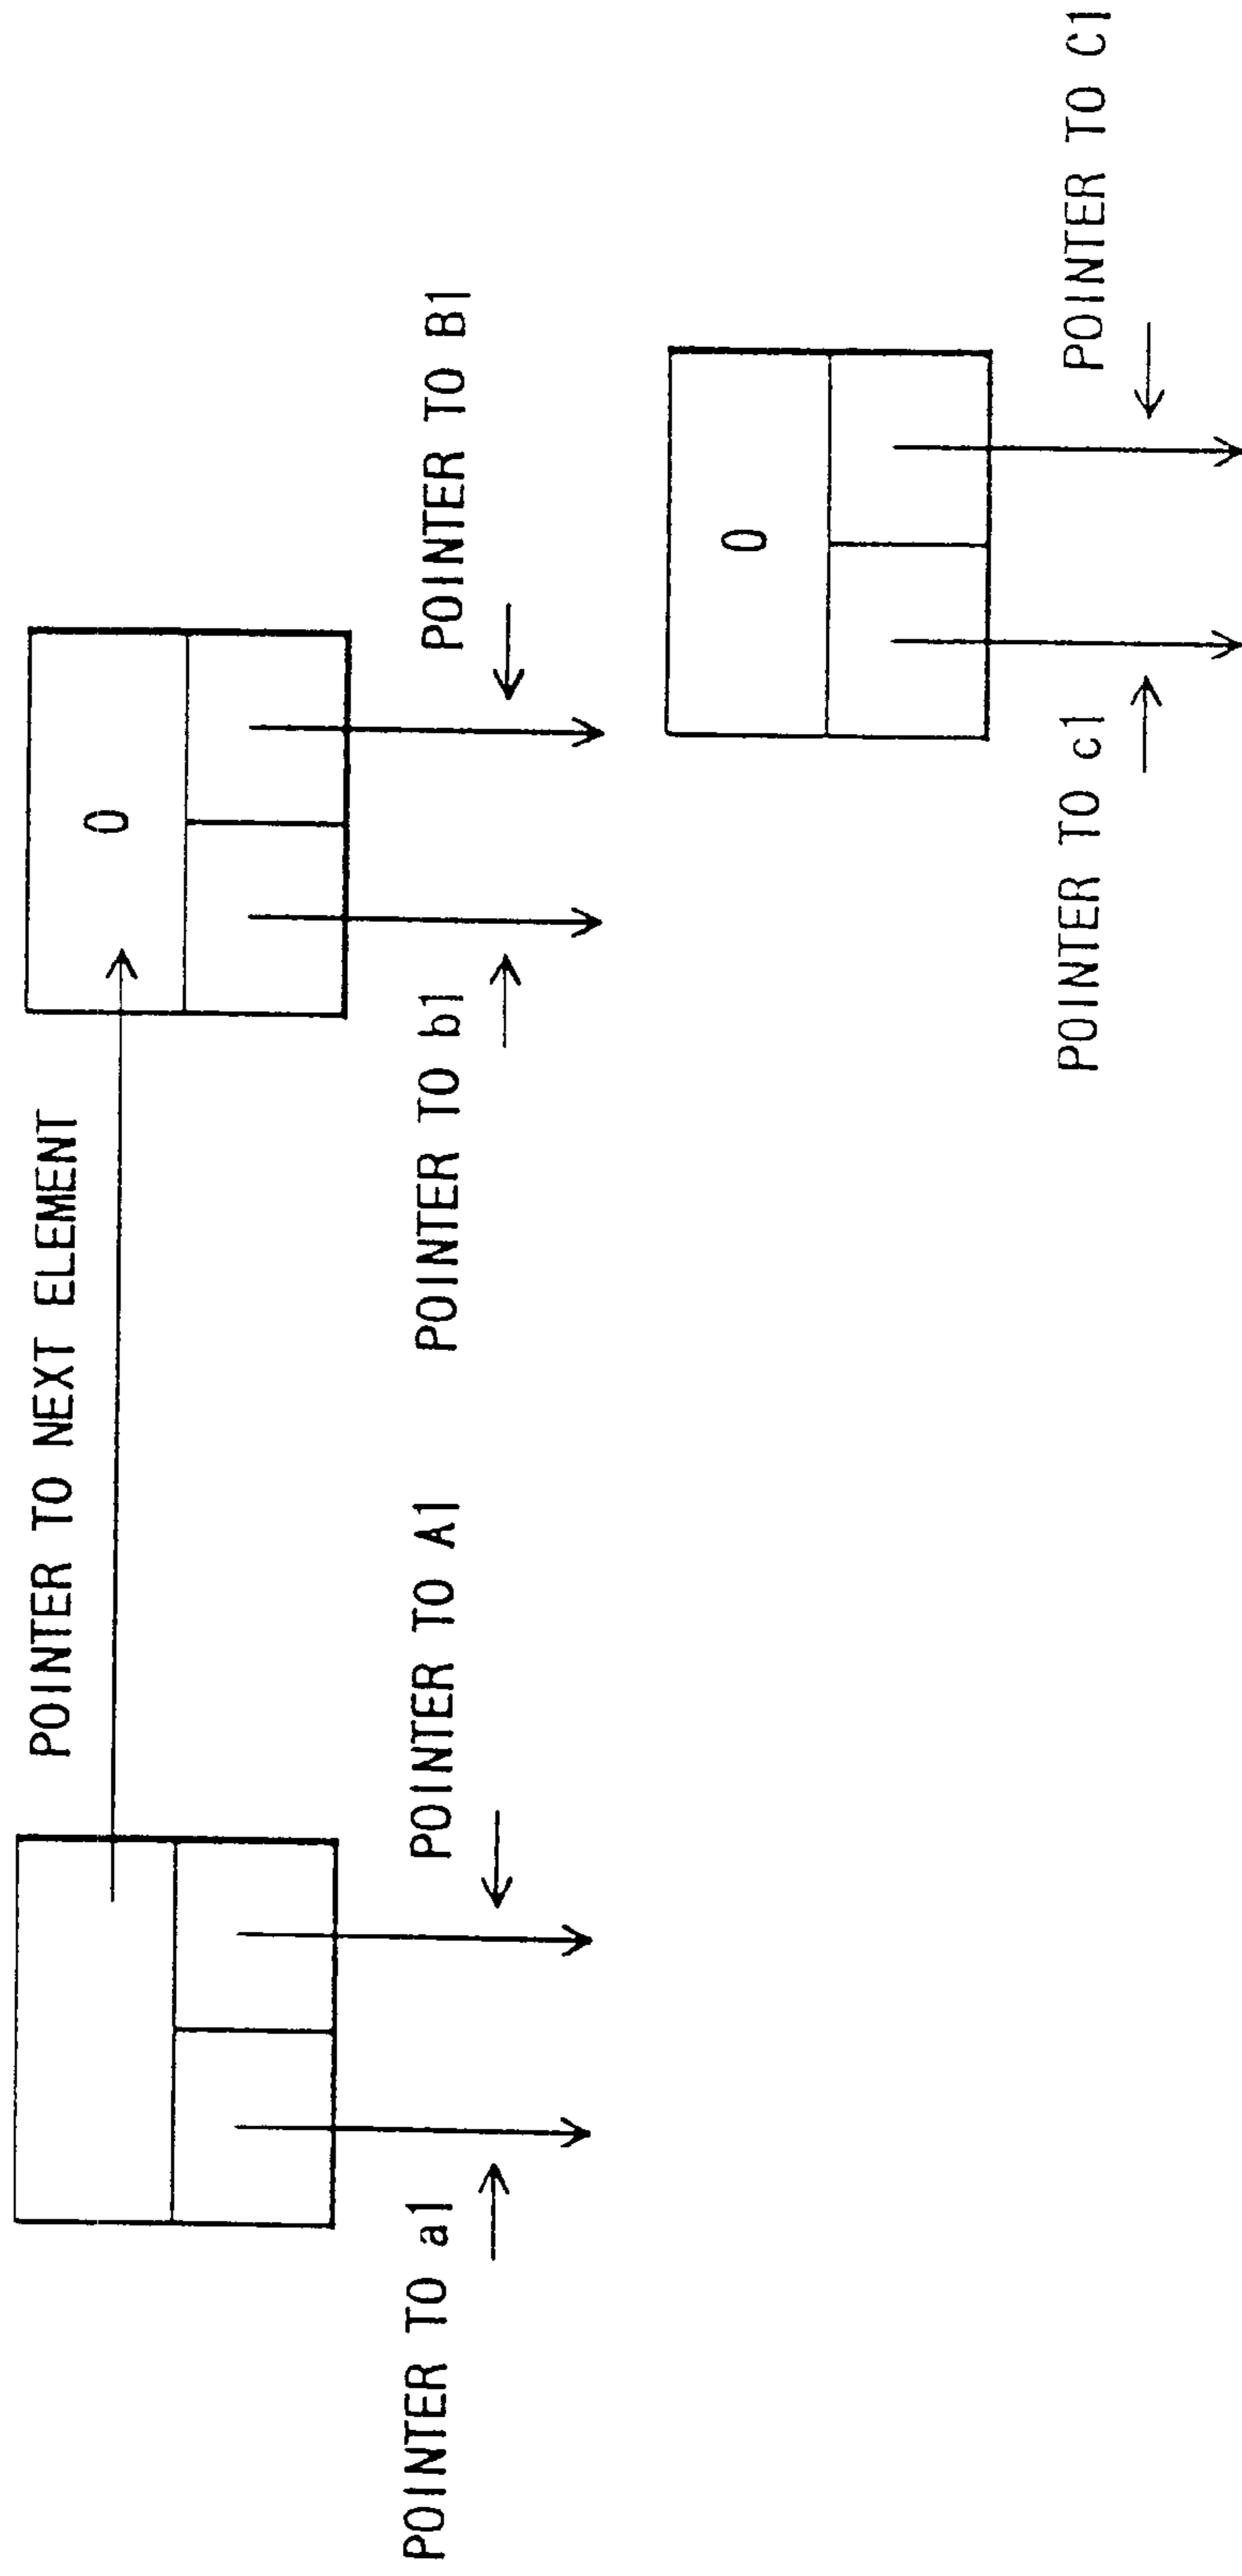 POINTER TO NEXT ELEMENT
0
POINTER TO a1
POINTER TO A1
POINTER TO b1
POINTER TO B1
0
POINTER TO c1
POINTER TO C1